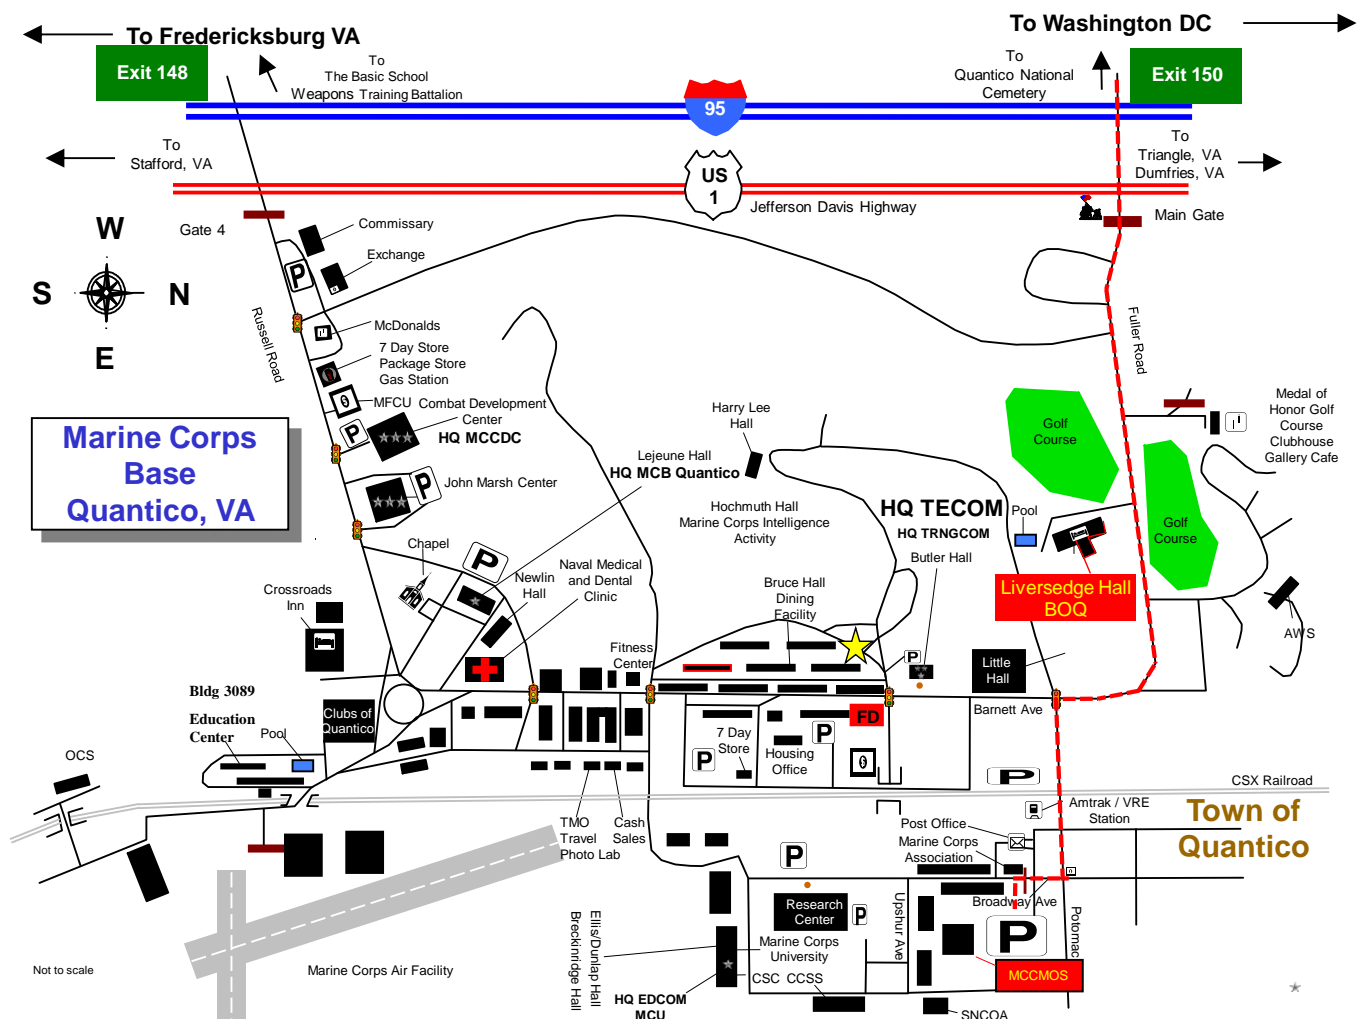 To Fredericksburg VA
To Washington DC
Exit 148
To
The Basic School
Weapons Training Battalion
To
Quantico National
Cemetery
Exit 150
95
To
Stafford, VA
To
Triangle, VA
Dumfries, VA
US
1
Jefferson Davis Highway
Main Gate
Gate 4
Commissary
Exchange
W
S
N
E
P
Russell Road
McDonalds
7 Day Store
Package Store
Gas Station
MFCU
Combat Development
Center
HQ MCCDC
P
Fuller Road
Golf
Course
Medal of
Honor Golf
Course
Clubhouse
Gallery Cafe
Marine Corps
Base
Quantico, VA
Harry Lee
Hall
Lejeune Hall
HQ MCB Quantico
John Marsh Center
P
Hochmuth Hall
Marine Corps Intelligence
Activity
HQ TECOM
HQ TRNGCOM
Pool
Golf
Course
Chapel
P
Newlin
Hall
Naval Medical
and Dental
Clinic
Butler Hall
Bruce Hall
Dining
Facility
Liversedge Hall
BOQ
Crossroads
Inn
AWS
Fitness
Center
P
Little
Hall
Bldg 3089
Education
Center
Pool
Clubs of
Quantico
Barnett Ave
FD
7 Day
Store
P
Housing
Office
P
P
OCS
CSX Railroad
Amtrak / VRE
Station
Town of
Quantico
TMO
Travel
Photo Lab
Cash
Sales
Post Office
Marine Corps
Association
P
Broadway Ave
Research
Center
P
Upshur Ave
P
Potomac
Ellis/Dunlap Hall
Breckinridge Hall
Marine Corps
University
CSC CCSS
MCCMOS
Not to scale
Marine Corps Air Facility
HQ EDCOM
MCU
SNCOA